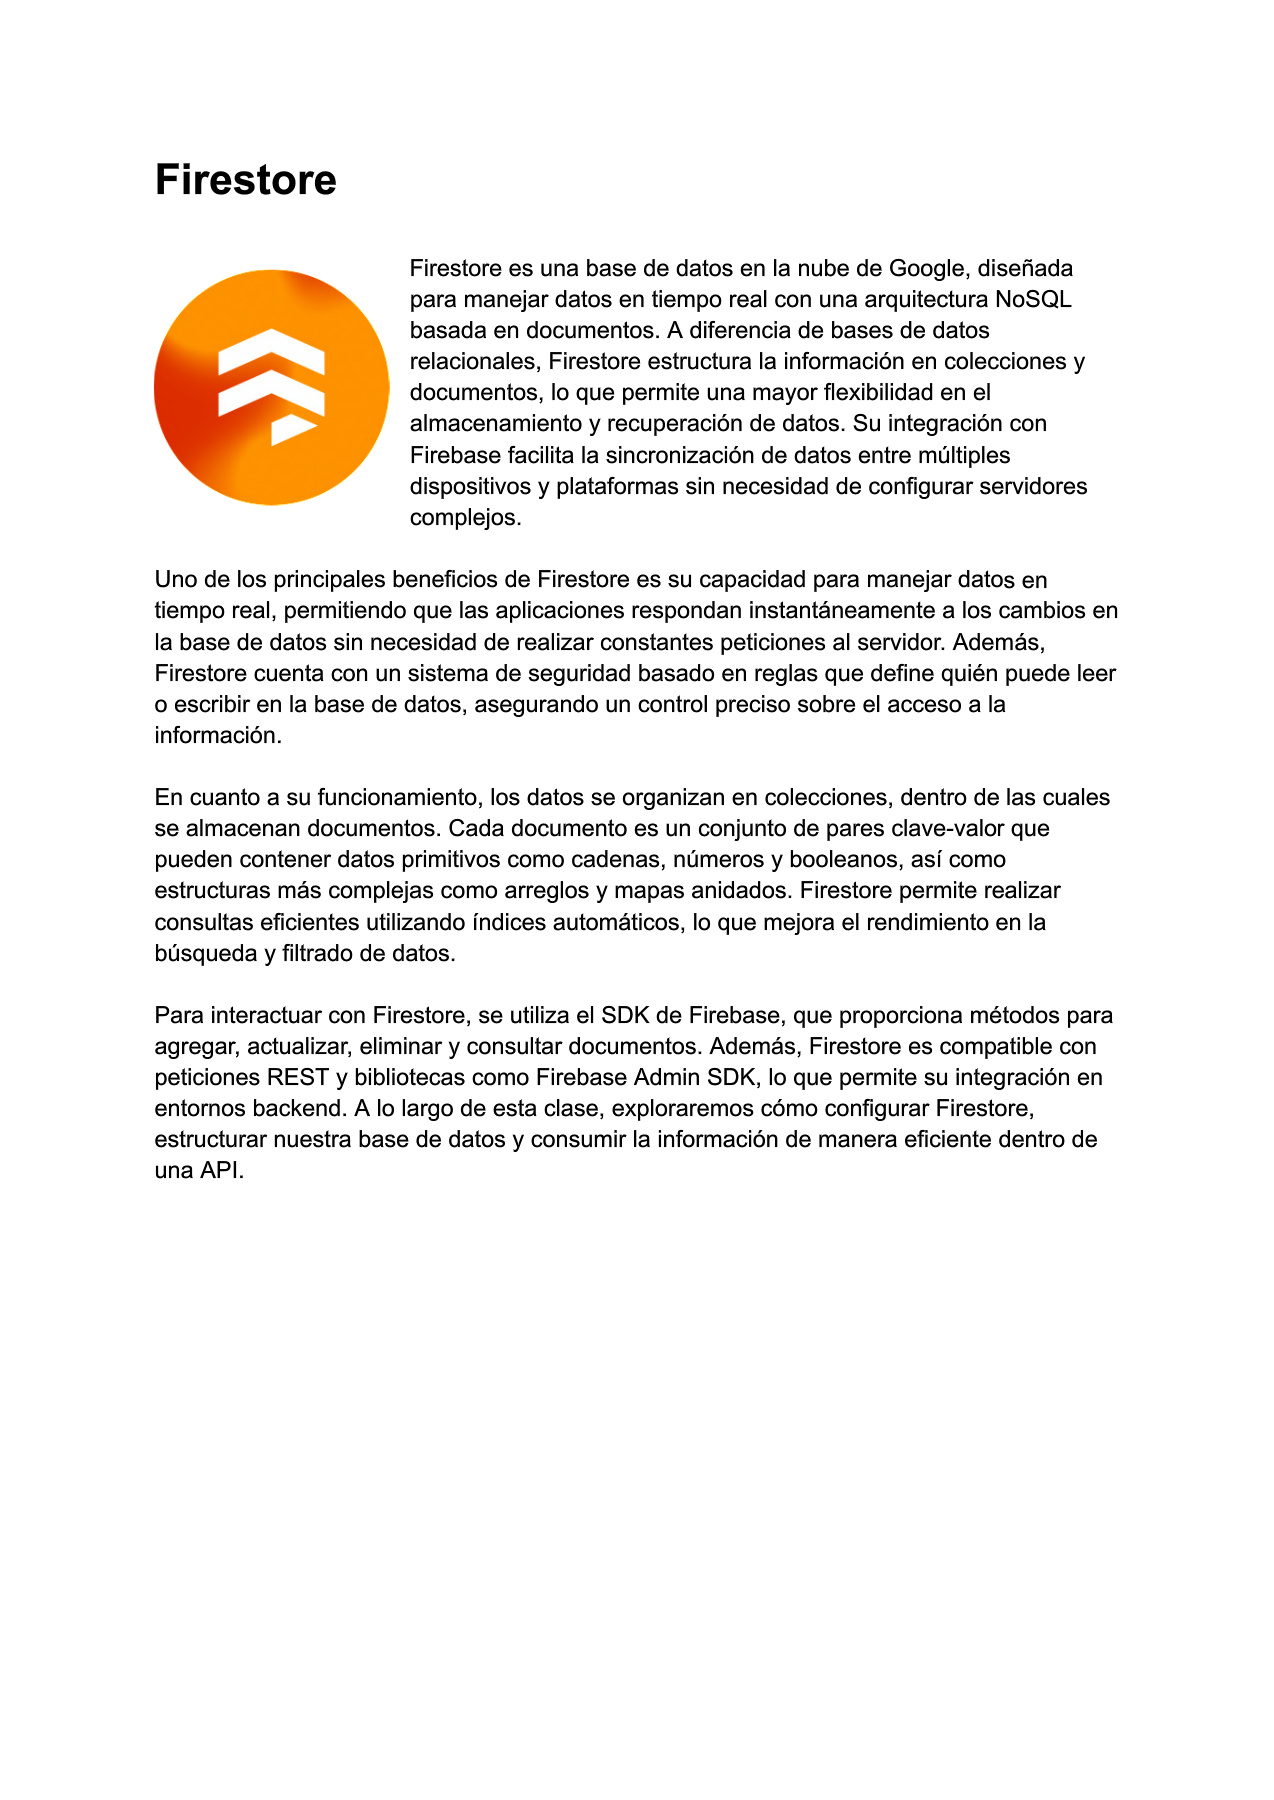 Firestore
Firestore es una base de datos en la nube de Google, diseñada
para manejar datos en tiempo real con una arquitectura NoSQL
basada en documentos. A diferencia de bases de datos
relacionales, Firestore estructura la información en colecciones y
documentos, lo que permite una mayor flexibilidad en el
almacenamiento y recuperación de datos. Su integración con
Firebase facilita la sincronización de datos entre múltiples
dispositivos y plataformas sin necesidad de configurar servidores
complejos.
Uno de los principales beneficios de Firestore es su capacidad para manejar datos en
tiempo real, permitiendo que las aplicaciones respondan instantáneamente a los cambios en
la base de datos sin necesidad de realizar constantes peticiones al servidor. Además,
Firestore cuenta con un sistema de seguridad basado en reglas que define quién puede leer
o escribir en la base de datos, asegurando un control preciso sobre el acceso a la
información.
En cuanto a su funcionamiento, los datos se organizan en colecciones, dentro de las cuales
se almacenan documentos. Cada documento es un conjunto de pares clave-valor que
pueden contener datos primitivos como cadenas, números y booleanos, así como
estructuras más complejas como arreglos y mapas anidados. Firestore permite realizar
consultas eficientes utilizando índices automáticos, lo que mejora el rendimiento en la
búsqueda y filtrado de datos.
Para interactuar con Firestore, se utiliza el SDK de Firebase, que proporciona métodos para
agregar, actualizar, eliminar y consultar documentos. Además, Firestore es compatible con
peticiones REST y bibliotecas como Firebase Admin SDK, lo que permite su integración en
entornos backend. A lo largo de esta clase, exploraremos cómo configurar Firestore,
estructurar nuestra base de datos y consumir la información de manera eficiente dentro de
una API.